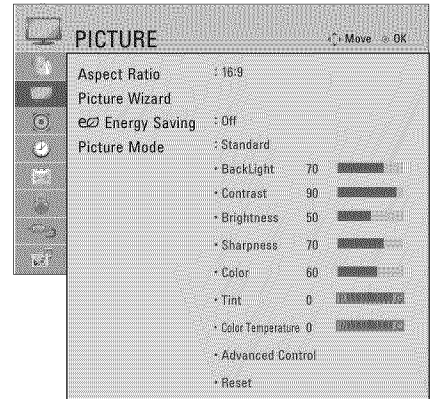 PICTURE Move OK
Aspect Ratio : 16:9
Picture Wizard
Energy Saving : Off
Picture Mode : Standard
• BackLight 70
• Contrast 90
• Brightness 50
• Sharpness 70
• Color 60
• Tint 0
• Color Temperature 0
• Advanced Control
• Reset